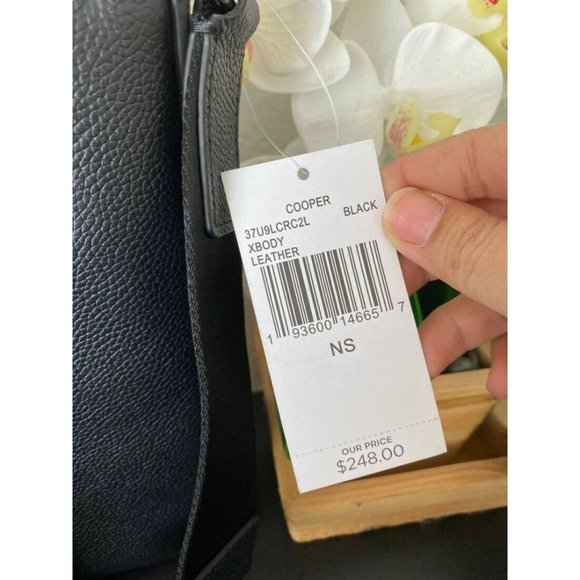 COOPER
37U9LCRC2L BLACK
XBODY
LEATHER
1 93600 14665 7
NS
OUR PRICE
$248.00